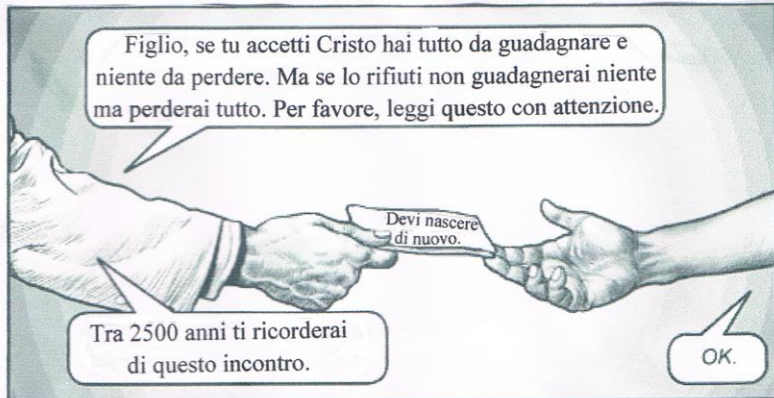 Figlio, se tu accetti Cristo hai tutto da guadagnare e
niente da perdere. Ma se lo rifiuti non guadagnerai niente
ma perderai tutto. Per favore, leggi questo con attenzione.
Devi nascere
di nuovo.
Tra 2500 anni ti ricorderai
di questo incontro.
OK.